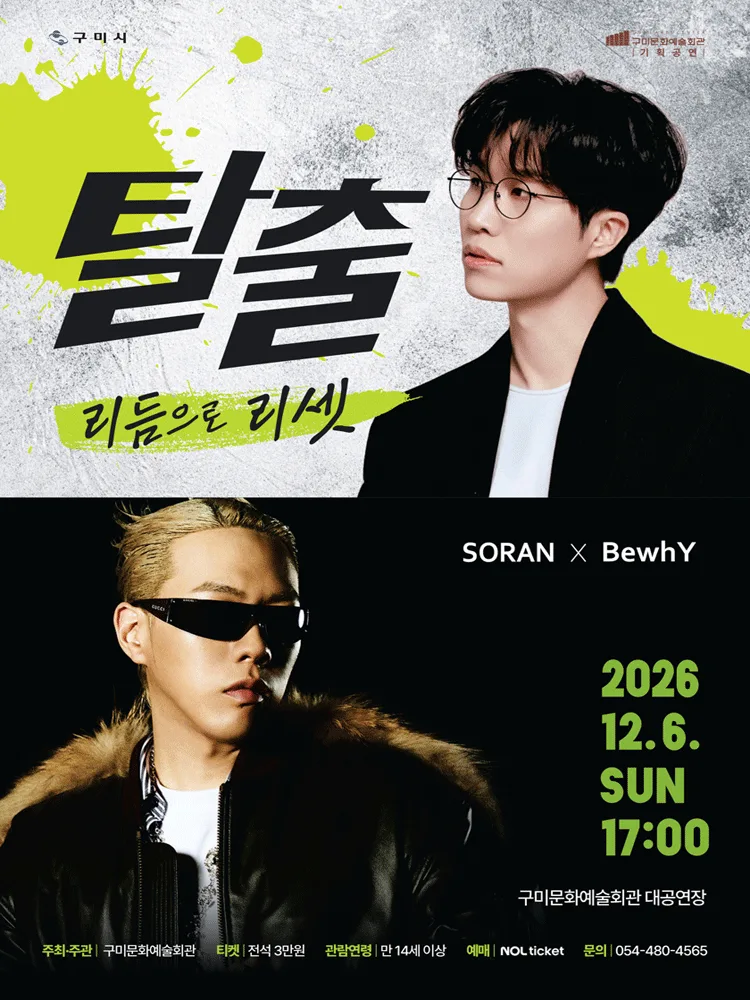 구미시
구미문화예술회관
기획공연
탈출
리듬으로 리셋
GUCCI
SORAN X BewhY
2026
12.6.
SUN
17:00
구미문화예술회관 대공연장
주최·주관 | 구미문화예술회관 티켓 | 전석 3만원 관람연령 | 만 14세 이상 예매 | NOL ticket 문의 | 054-480-4565